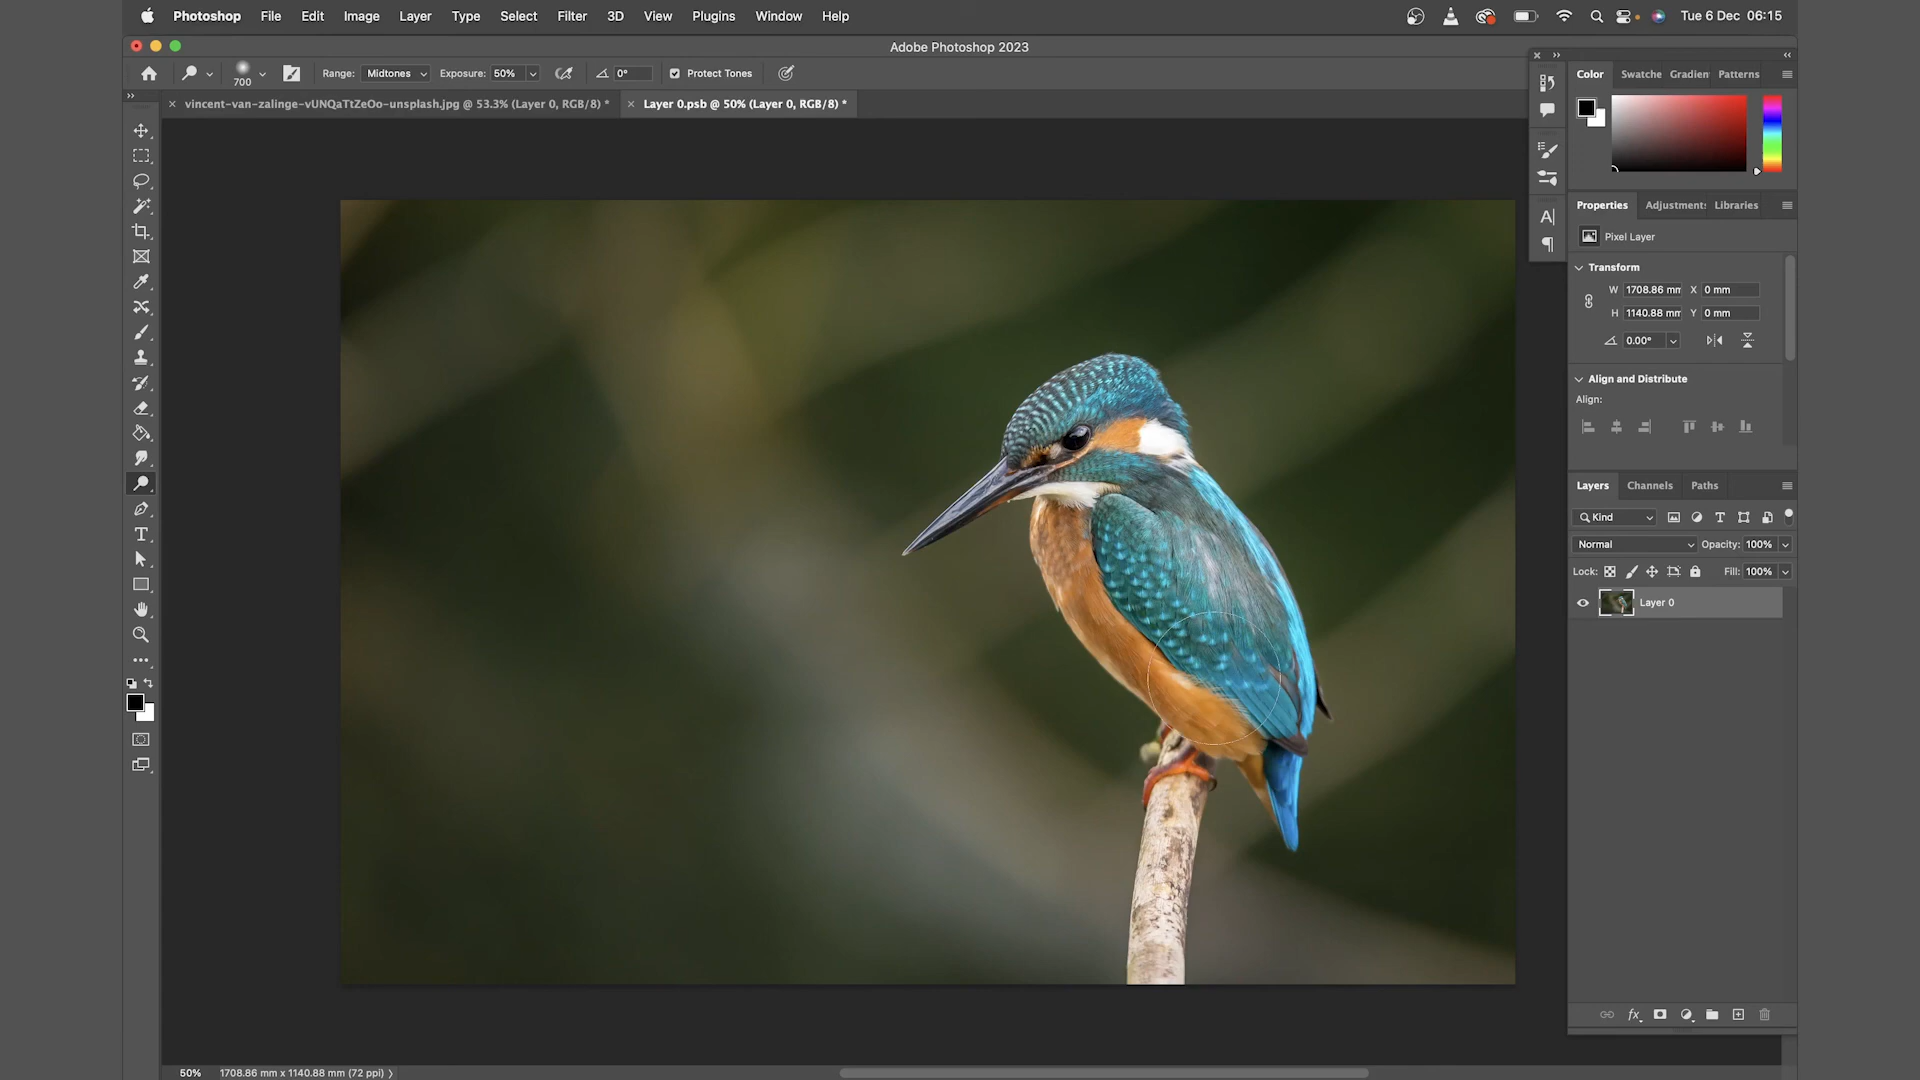 Photoshop File Edit Image Layer Type Select Filter 3D View Plugins Window Help Tue 6 Dec 06:15
Adobe Photoshop 2023
700 Range: Midtones Exposure: 50% 0° Protect Tones
vincent-van-zalinge-vUNQaTtZeOo-unsplash.jpg @ 53.3% (Layer 0, RGB/8) * Layer 0.psb @ 50% (Layer 0, RGB/8) *
Color Swatche Gradien Patterns
Properties Adjustment: Libraries
Pixel Layer
Transform
W 1708.86 mm X 0 mm
H 1140.88 mm Y 0 mm
0.00°
Align and Distribute
Align:
Layers Channels Paths
Kind
Normal Opacity: 100%
Lock: Fill: 100%
Layer 0
fx
50% 1708.86 mm x 1140.88 mm (72 ppi)